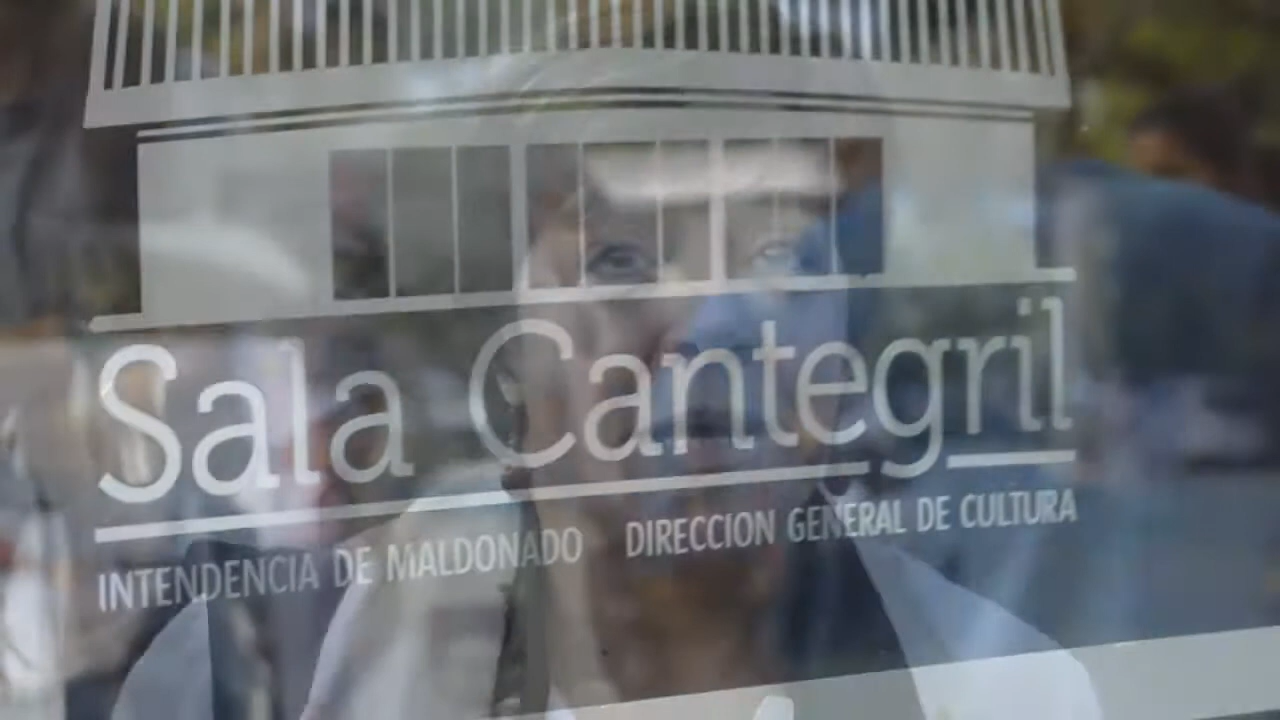 Sala Cantegril
INTENDENCIA DE MALDONADO DIRECCION GENERAL DE CULTURA